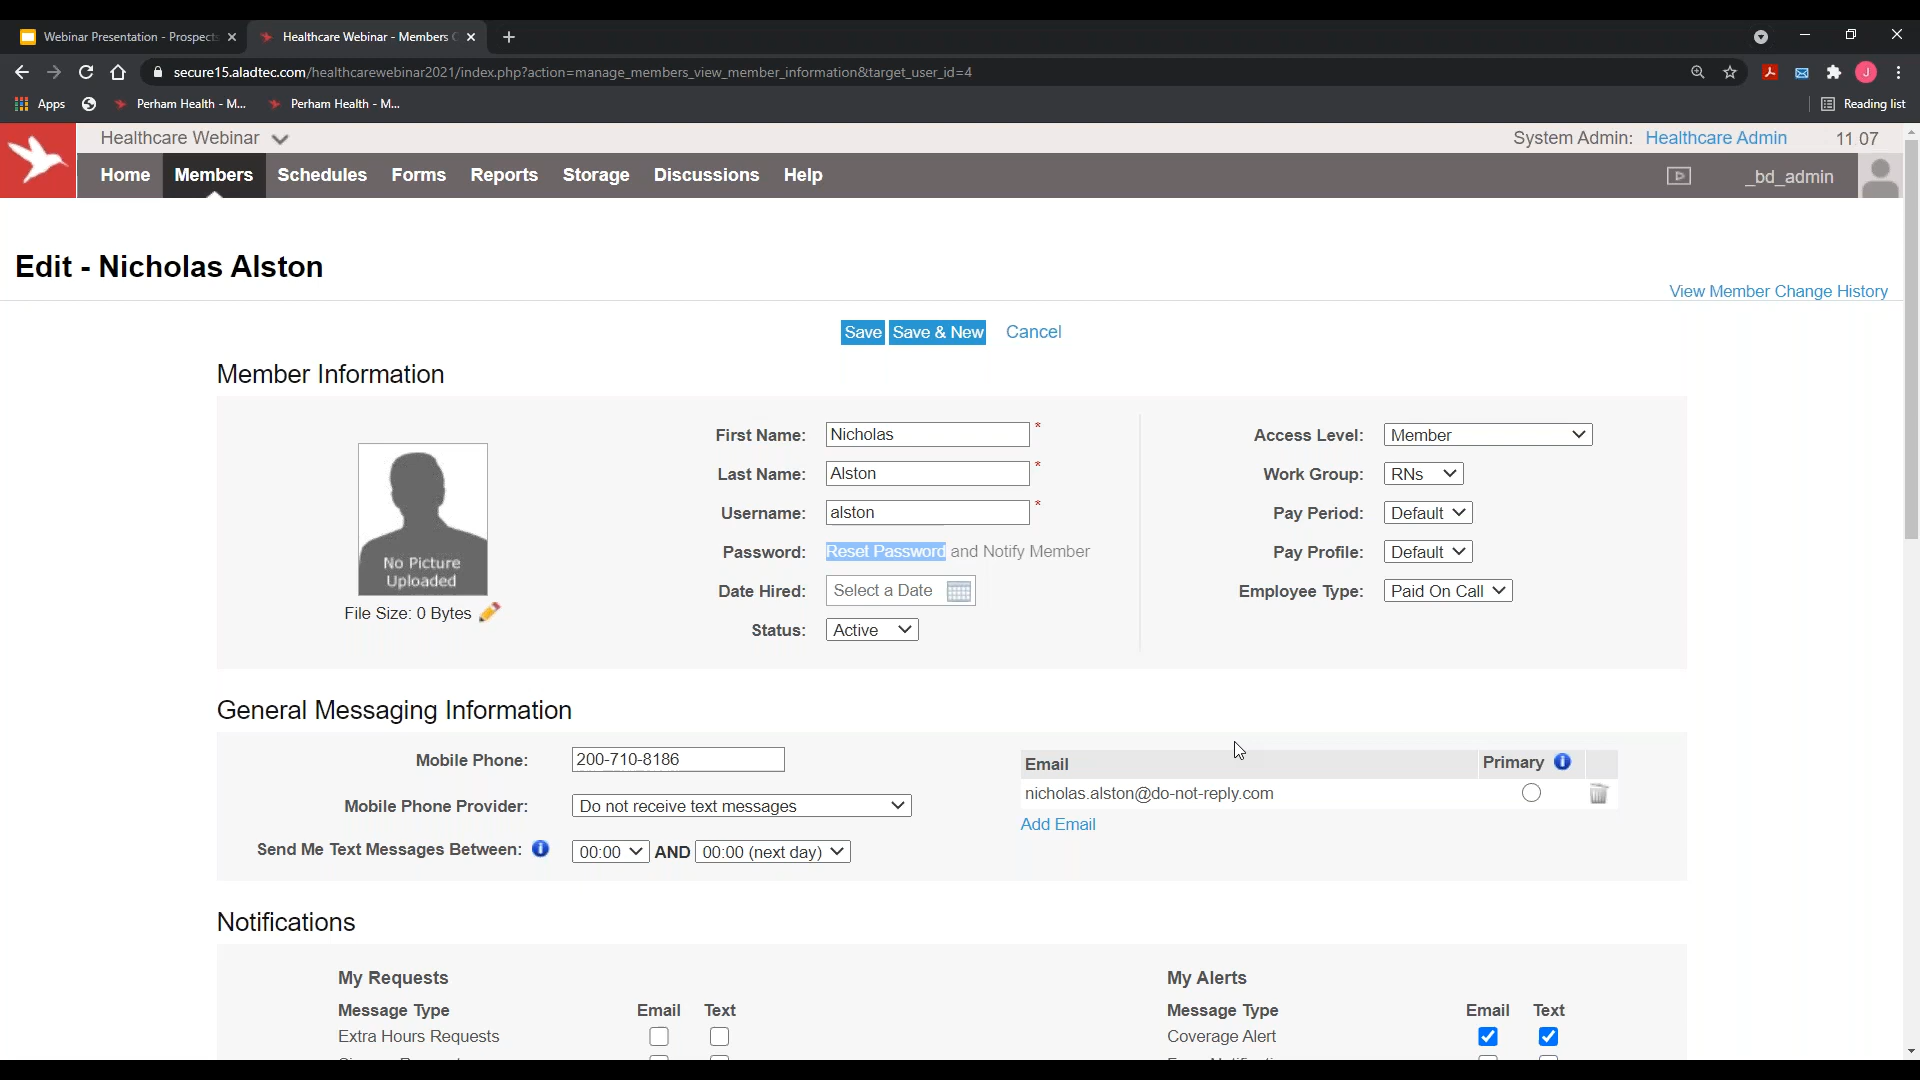 Webinar Presentation - Prospects
Healthcare Webinar - Members
secure15.aladtec.com/healthcarewebinar2021/index.php?action=manage_members_view_member_information&target_user_id=4
Apps
Perham Health - M...
Perham Health - M...
Reading list
Healthcare Webinar
System Admin: Healthcare Admin
11 07
Home Members Schedules Forms Reports Storage Discussions Help
_bd_admin
Edit - Nicholas Alston
View Member Change History
Save Save & New Cancel
Member Information
No Picture
Uploaded
File Size: 0 Bytes
First Name: Nicholas *
Last Name: Alston *
Username: alston *
Password: Reset Password and Notify Member
Date Hired: Select a Date
Status: Active
Access Level: Member
Work Group: RNs
Pay Period: Default
Pay Profile: Default
Employee Type: Paid On Call
General Messaging Information
Mobile Phone: 200-710-8186
Mobile Phone Provider: Do not receive text messages
Send Me Text Messages Between: 00:00 AND 00:00 (next day)
Email Primary
nicholas.alston@do-not-reply.com
Add Email
Notifications
My Requests
Message Type Email Text
Extra Hours Requests
My Alerts
Message Type Email Text
Coverage Alert